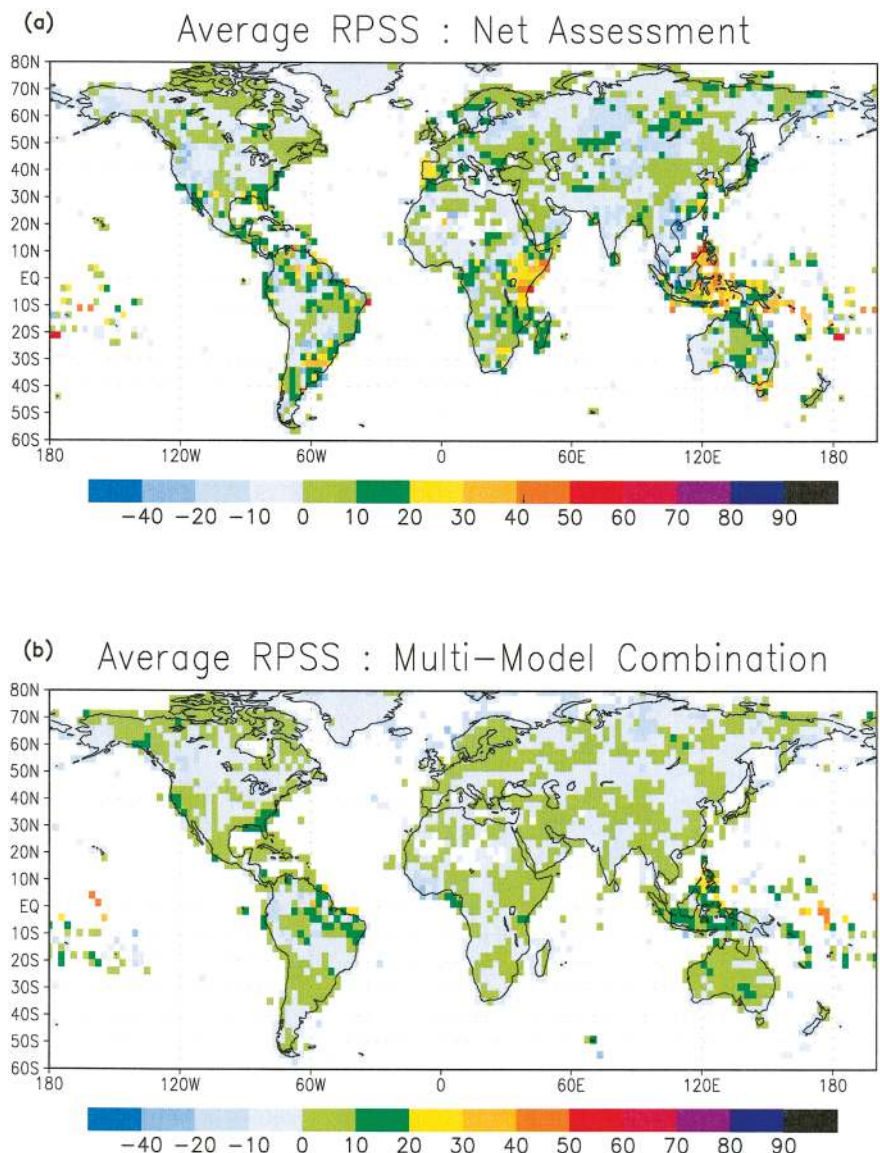 (a)
Average RPSS : Net Assessment
80N
70N
60N
50N
40N
30N
20N
10N
EQ
10S
20S
30S
40S
50S
60S
180 120W 60W 0 60E 120E 180
−40 −20 −10 0 10 20 30 40 50 60 70 80 90
(b)
Average RPSS : Multi−Model Combination
80N
70N
60N
50N
40N
30N
20N
10N
EQ
10S
20S
30S
40S
50S
60S
180 120W 60W 0 60E 120E 180
−40 −20 −10 0 10 20 30 40 50 60 70 80 90